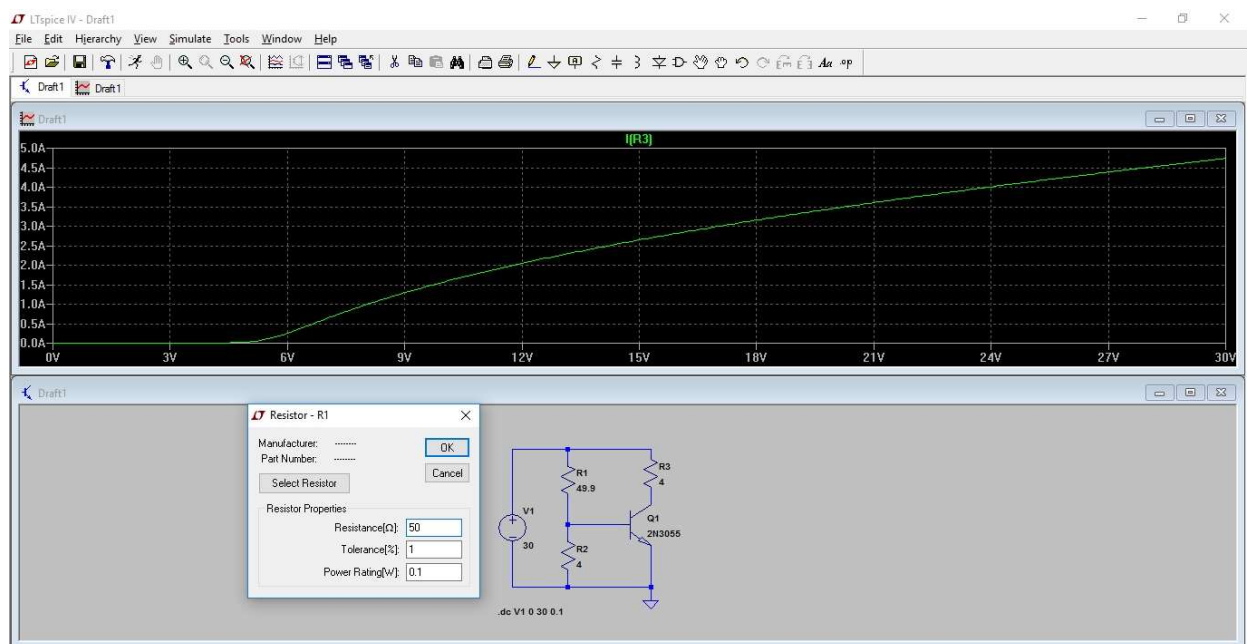 LTspice IV - Draft1
File Edit Hierarchy View Simulate Tools Window Help
Aa .op
Draft1 Draft1
Draft1
I(R3)
5.0A
4.5A
4.0A
3.5A
3.0A
2.5A
2.0A
1.5A
1.0A
0.5A
0.0A
0V 3V 6V 9V 12V 15V 18V 21V 24V 27V 30V
Draft1
Resistor - R1
Manufacturer: --------
Part Number: --------
OK
Cancel
Select Resistor
Resistor Properties
Resistance[Ω]: 50
Tolerance[%]: 1
Power Rating[W]: 0.1
R1
49.9
R3
4
V1
30
Q1
2N3055
R2
4
.dc V1 0 30 0.1